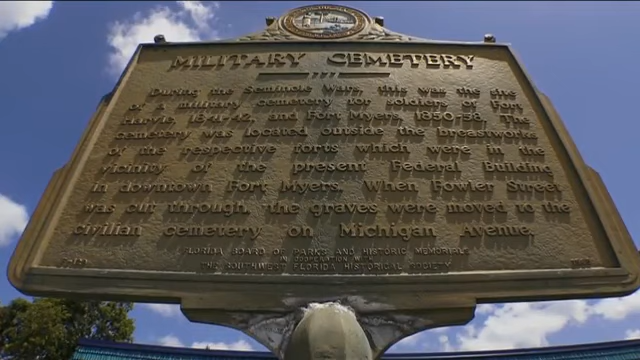 MILITARY CEMETERY
During the Seminole Wars, this was the site
of a military cemetery for soldiers of Fort
Harvie, 1841-42, and Fort Myers, 1850-58. The
cemetery was located outside the breastworks
of the respective forts which were in the
vicinity of the present Federal Building
in downtown Fort Myers. When Fowler Street
was cut through, the graves were moved to the
civilian cemetery on Michigan Avenue.
FLORIDA BOARD OF PARKS AND HISTORIC MEMORIALS
IN COOPERATION WITH
THE SOUTHWEST FLORIDA HISTORICAL SOCIETY